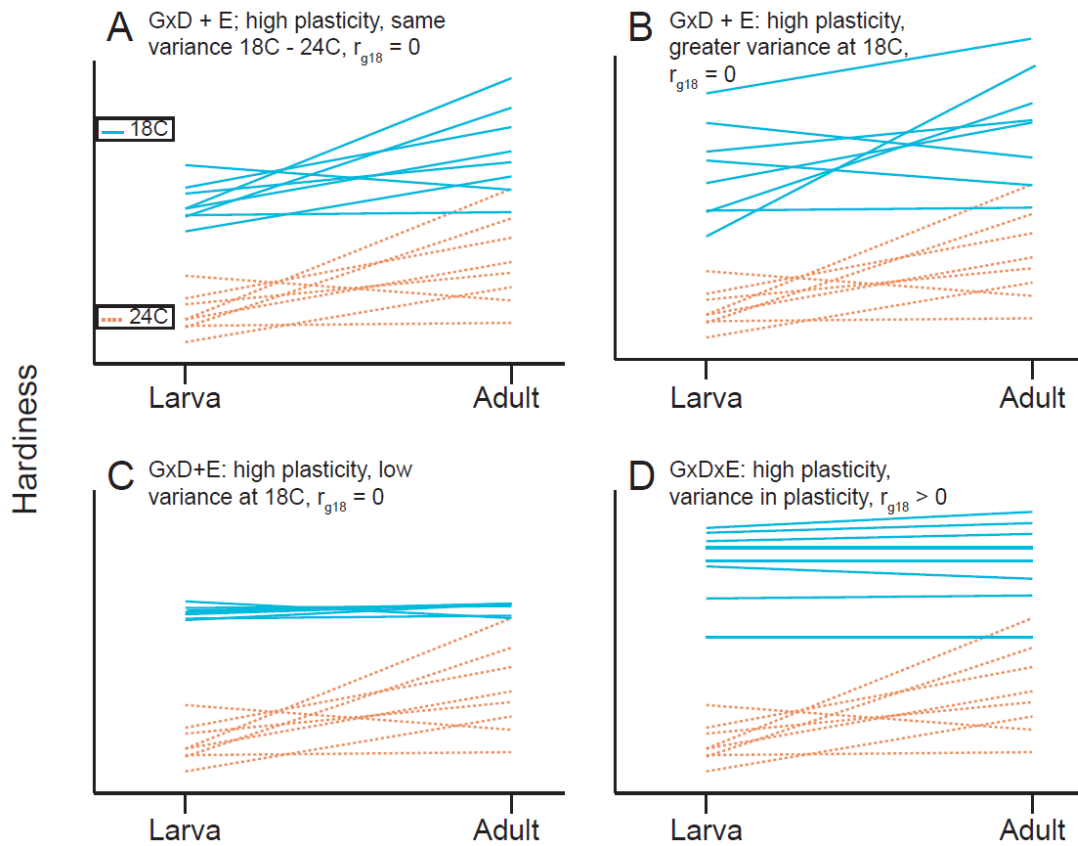 A
GxD + E; high plasticity, same
variance 18C - 24C, rg18 = 0
18C
24C
Larva
Adult
B
GxD + E: high plasticity,
greater variance at 18C,
rg18 = 0
Larva
Adult
Hardiness
C
GxD+E: high plasticity, low
variance at 18C, rg18 = 0
Larva
Adult
D
GxDxE: high plasticity,
variance in plasticity, rg18 > 0
Larva
Adult